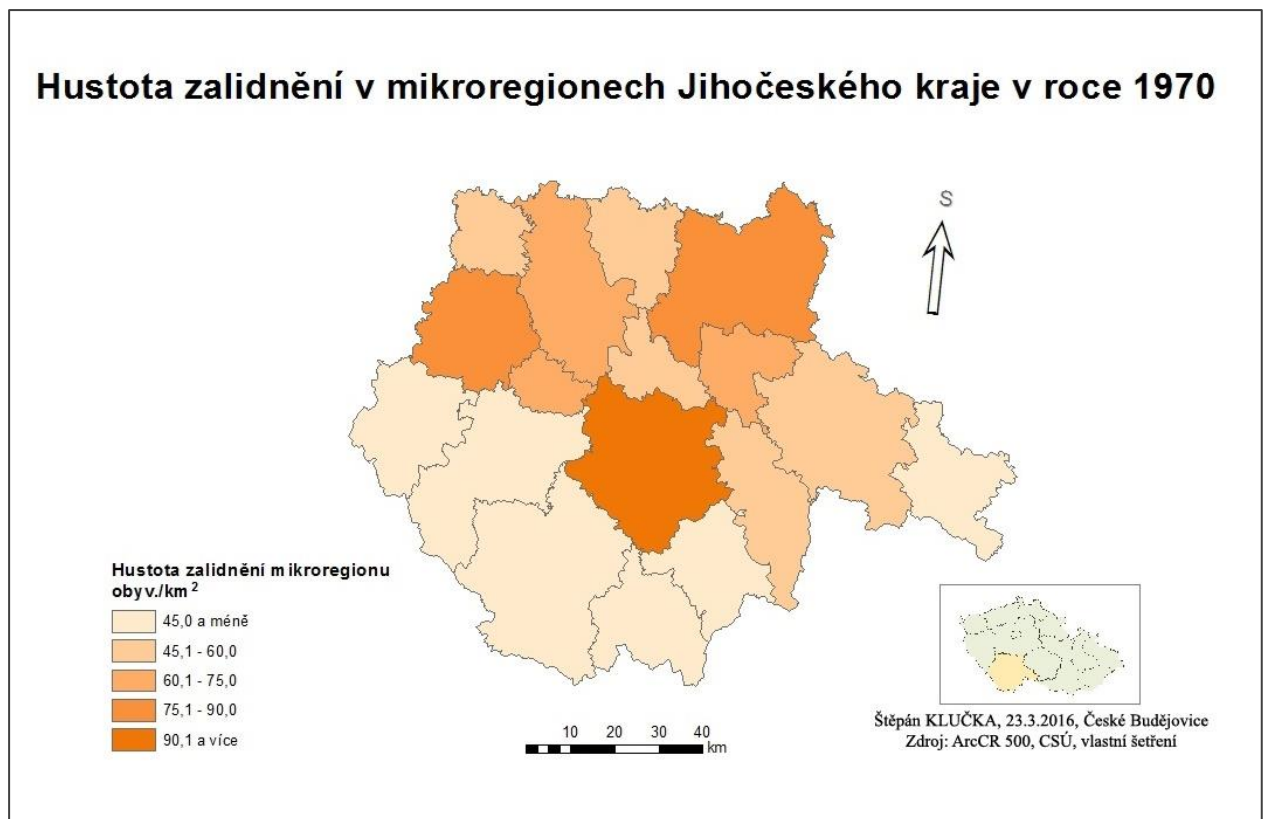 Hustota zalidnění v mikroregionech Jihočeského kraje v roce 1970
S
Hustota zalidnění mikroregionu
obyv./km²
45,0 a méně
45,1 - 60,0
60,1 - 75,0
75,1 - 90,0
90,1 a více
10 20 30 40
km
Štěpán KLUČKA, 23.3.2016, České Budějovice
Zdroj: ArcCR 500, CSÚ, vlastní šetření